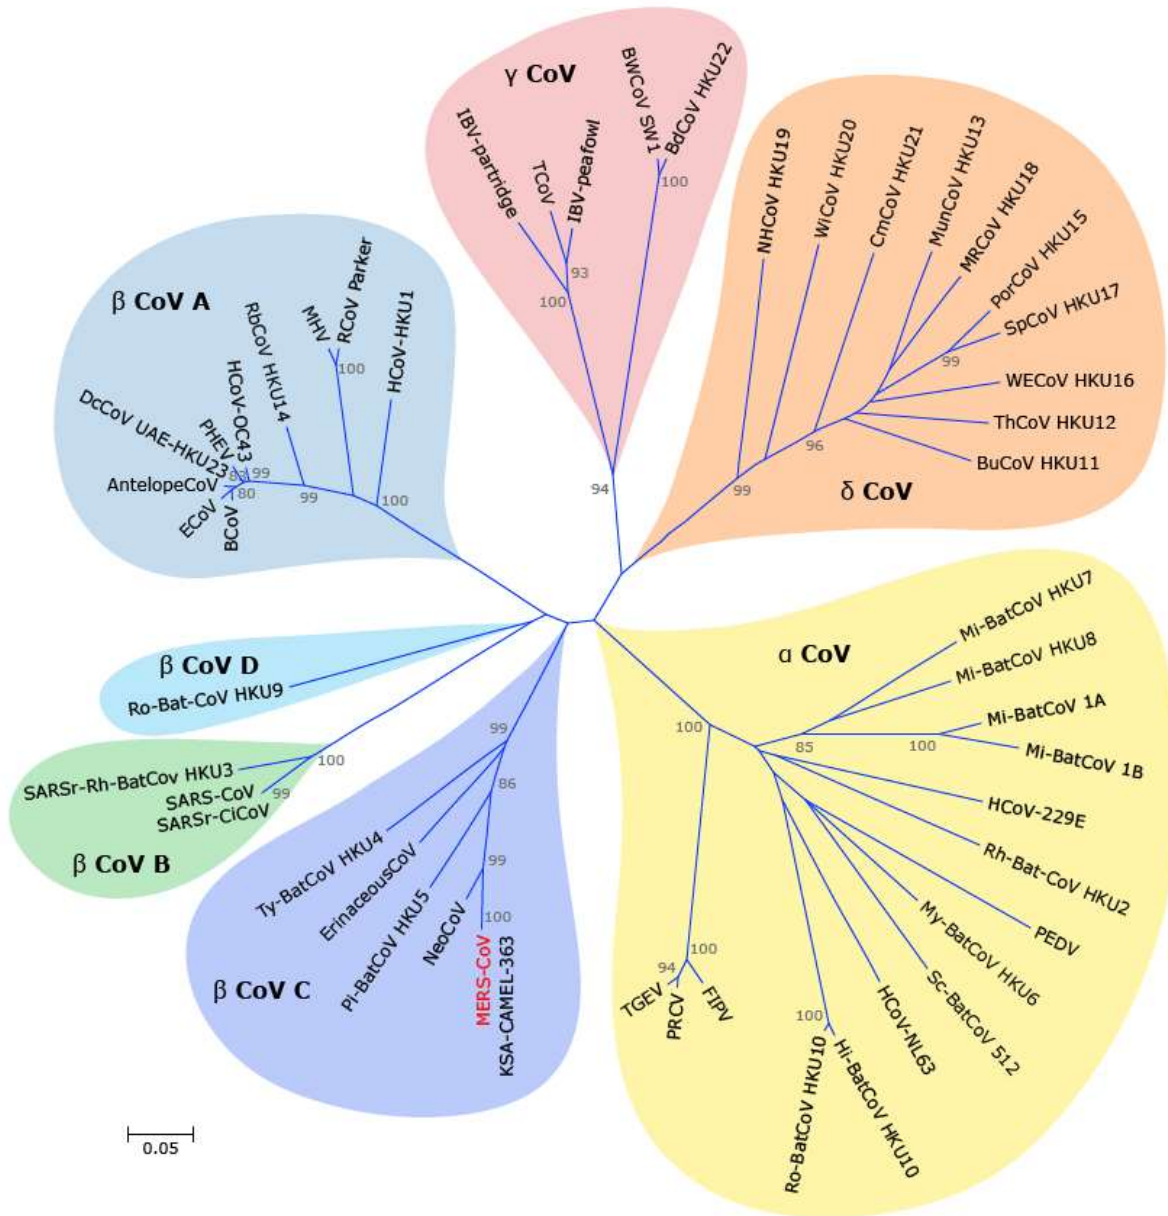 γ CoV
IBV-partridge
TCoV
IBV-peafowl
BWCoV SW1
BdCoV HKU22
100
93
100
94
NHCoV HKU19
WiCoV HKU20
CmCoV HKU21
MunCoV HKU13
MRCoV HKU18
PorCoV HKU15
SpCoV HKU17
99
WECoV HKU16
ThCoV HKU12
BuCoV HKU11
96
99
δ CoV
β CoV A
DcCoV UAE-HKU23
PHEV
HCoV-OC43
RbCoV HKU14
MHV
RCoV Parker
HCoV-HKU1
100
AntelopeCoV
ECoV
BCoV
83
99
80
99
100
β CoV D
Ro-Bat-CoV HKU9
SARSr-Rh-BatCov HKU3
SARS-CoV
SARSr-CiCoV
100
99
β CoV B
99
86
99
100
Ty-BatCoV HKU4
ErinaceousCoV
Pi-BatCoV HKU5
NeoCoV
MERS-CoV
KSA-CAMEL-363
β CoV C
α CoV
Mi-BatCoV HKU7
Mi-BatCoV HKU8
Mi-BatCoV 1A
Mi-BatCoV 1B
100
85
100
HCoV-229E
Rh-Bat-CoV HKU2
PEDV
My-BatCoV HKU6
Sc-BatCoV 512
HCoV-NL63
Hi-BatCoV HKU10
Ro-BatCoV HKU10
100
100
94
TGEV
PRCV
FIPV
0.05